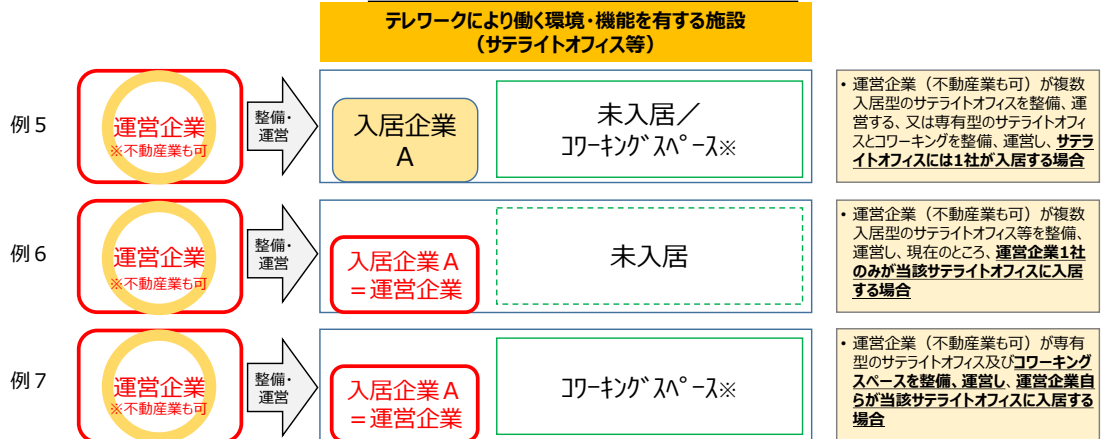 テレワークにより働く環境・機能を有する施設
（サテライトオフィス等）
例５
運営企業
※不動産業も可
整備・
運営
入居企業
A
未入居／
ｺﾜｰｷﾝｸﾞｽﾍﾟｰｽ※
・運営企業（不動産業も可）が複数
入居型のサテライトオフィスを整備、運
営する、又は専有型のサテライトオフィ
スとコワーキングを整備、運営し、サテラ
イトオフィスには1社が入居する場合
例６
運営企業
※不動産業も可
整備・
運営
入居企業Ａ
＝運営企業
未入居
・運営企業（不動産業も可）が複数
入居型のサテライトオフィス等を整備、
運営し、現在のところ、運営企業1社
のみが当該サテライトオフィスに入居
する場合
例７
運営企業
※不動産業も可
整備・
運営
入居企業Ａ
＝運営企業
ｺﾜｰｷﾝｸﾞｽﾍﾟｰｽ※
・運営企業（不動産業も可）が専有
型のサテライトオフィス及びコワーキング
スペースを整備、運営し、運営企業自
らが当該サテライトオフィスに入居する
場合